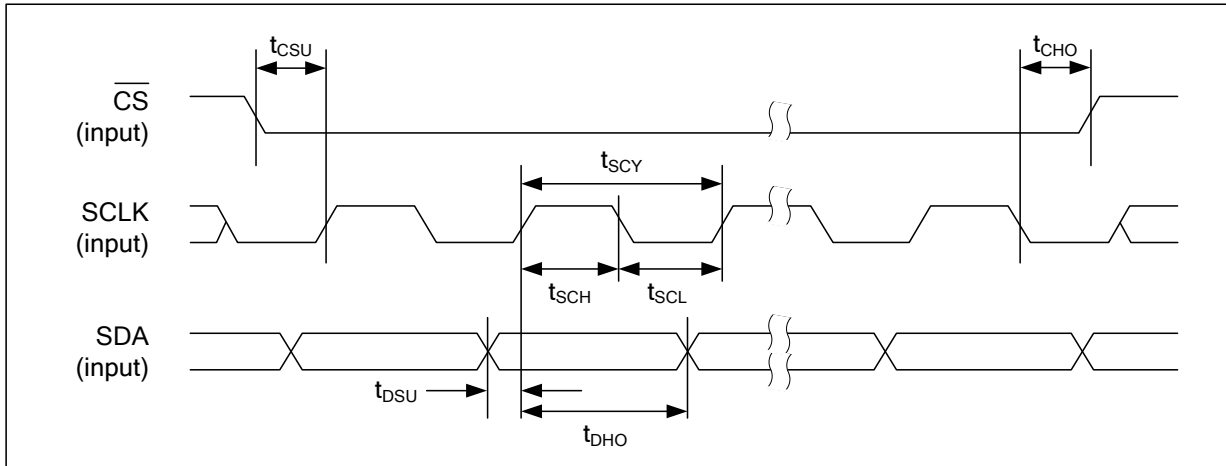 tCSU
tCHO
CS
(input)
tSCY
SCLK
(input)
tSCH
tSCL
SDA
(input)
tDSU
tDHO